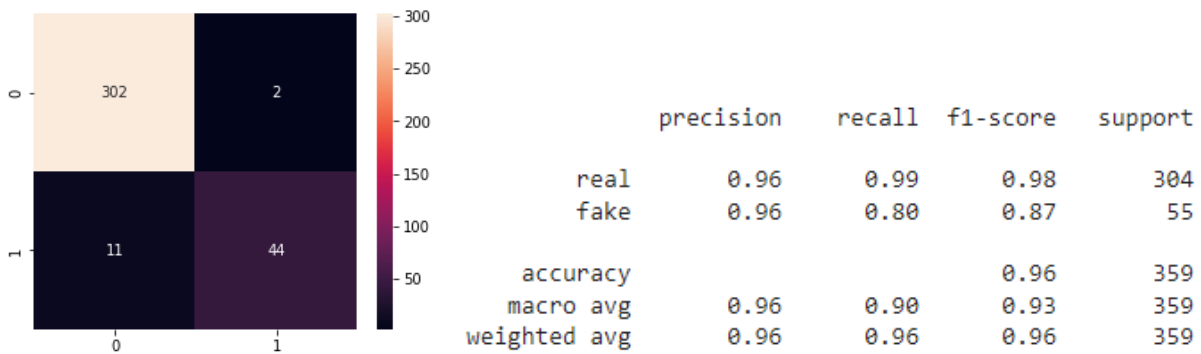 0
302
2
1
11
44
0
1
300
250
200
150
100
50
precision recall f1-score support
real 0.96 0.99 0.98 304
fake 0.96 0.80 0.87 55
accuracy 0.96 359
macro avg 0.96 0.90 0.93 359
weighted avg 0.96 0.96 0.96 359